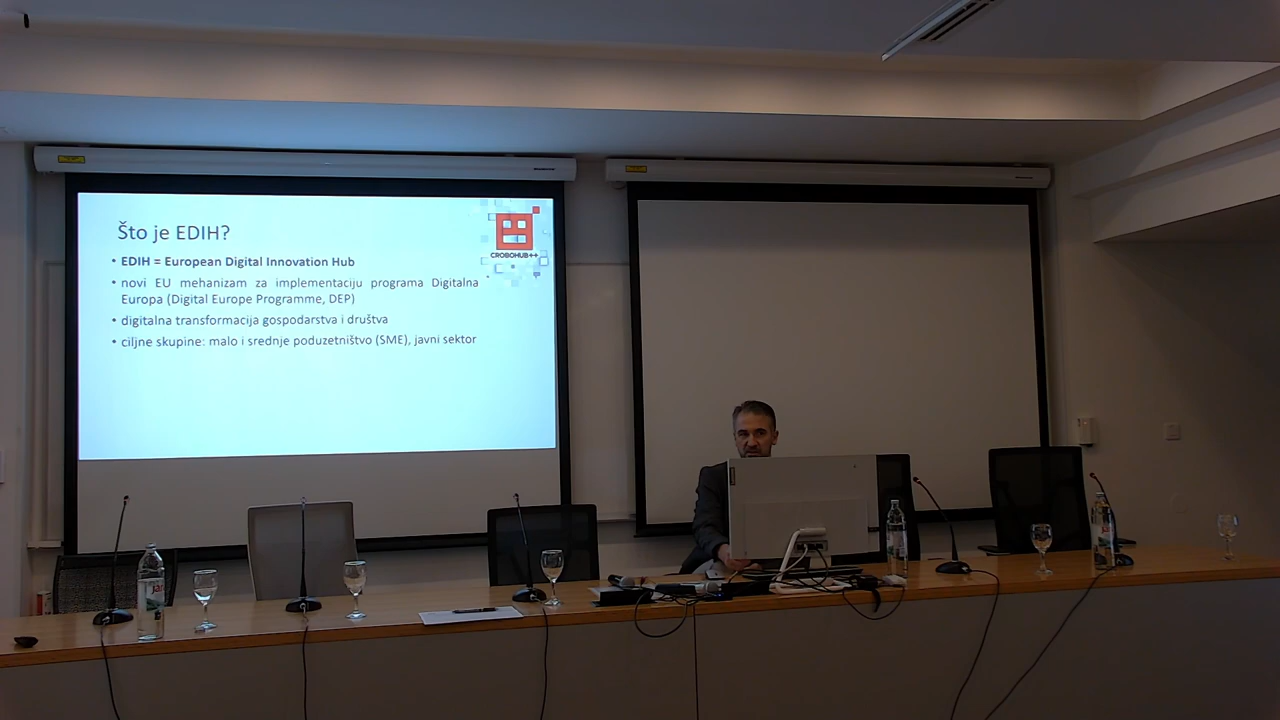 Što je EDIH?
CROBOHUB++
• EDIH = European Digital Innovation Hub
• novi EU mehanizam za implementaciju programa Digitalna
Europa (Digital Europe Programme, DEP)
• digitalna transformacija gospodarstva i društva
• ciljne skupine: malo i srednje poduzetništvo (SME), javni sektor